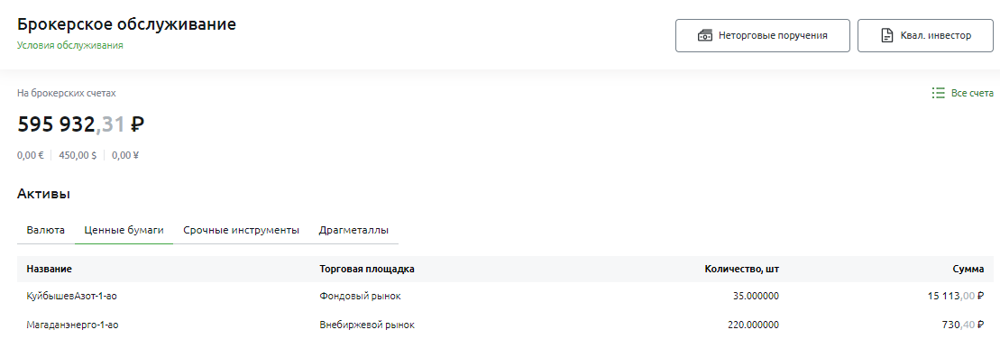 Брокерское обслуживание
Условия обслуживания
Неторговые поручения
Квал. инвестор
На брокерских счетах
Все счета
595 932,31 ₽
0,00 € 450,00 $ 0,00 ¥
Активы
Валюта Ценные бумаги Срочные инструменты Драгметаллы
Название Торговая площадка Количество, шт Сумма
КуйбышевАзот-1-ао Фондовый рынок 35.000000 15 113,00 ₽
Магаданэнерго-1-ао Внебиржевой рынок 220.000000 730,40 ₽